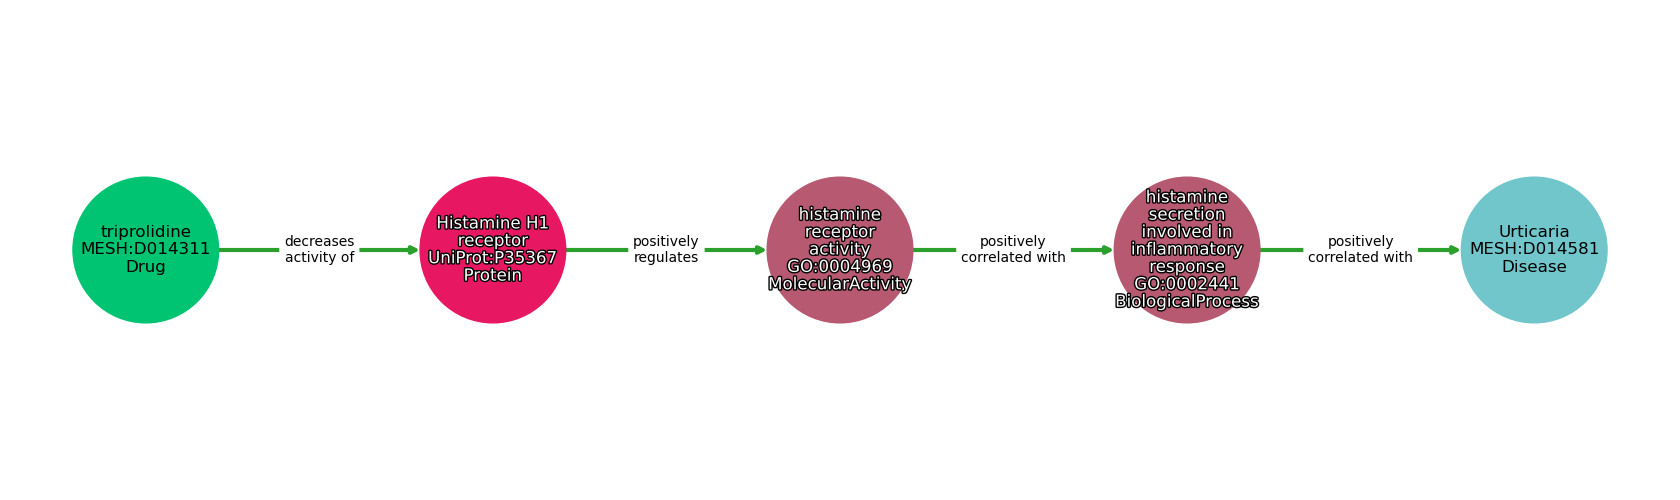 triprolidine
MESH:D014311
Drug
decreases
activity of
Histamine H1
receptor
UniProt:P35367
Protein
positively
regulates
histamine
receptor
activity
GO:0004969
MolecularActivity
positively
correlated with
histamine
secretion
involved in
inflammatory
response
GO:0002441
BiologicalProcess
positively
correlated with
Urticaria
MESH:D014581
Disease